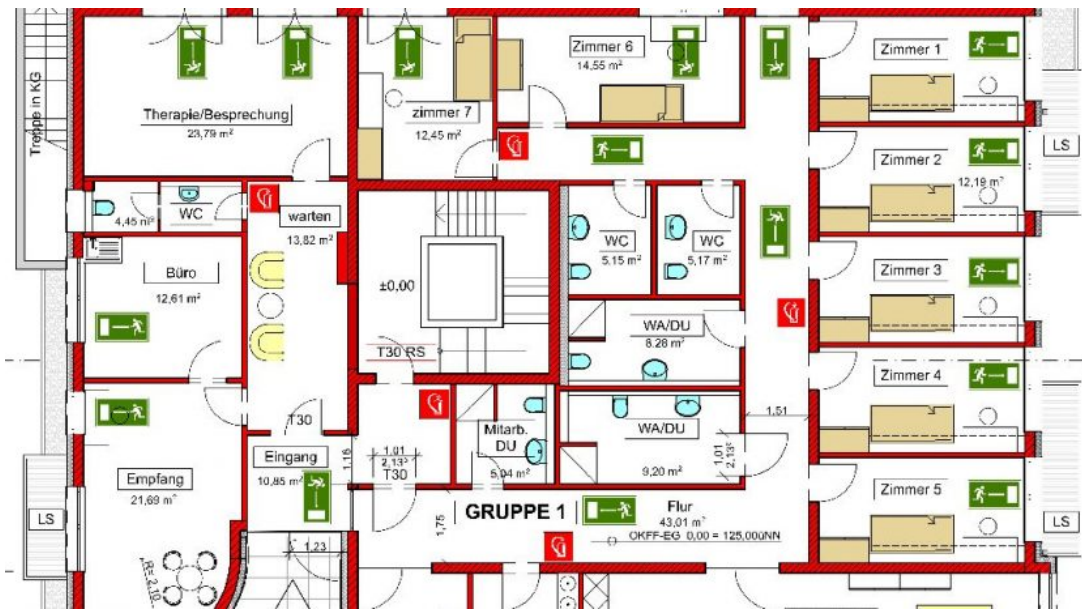 Treppe in KG
Therapie/Besprechung
23,79 m²
zimmer 7
12,45 m²
Zimmer 6
14,55 m²
Zimmer 1
Zimmer 2
12,19 m²
LS
4,45 m²
WC
warten
13,82 m²
WC
5,15 m²
WC
5,17 m²
Büro
12,61 m²
±0,00
Zimmer 3
T30 RS
WA/DU
8,28 m²
Zimmer 4
T30
Mitarb.
DU
5,04 m²
WA/DU
9,20 m²
1,51
1,01
2,13⁵
Eingang
10,85 m²
1,16
1,01
2,13⁵
T30
Empfang
21,69 m²
Zimmer 5
LS
GRUPPE 1
Flur
43,01 m²
OKFF-EG 0,00 = 125,00üNN
1,75
LS
1,23
R= 2,10